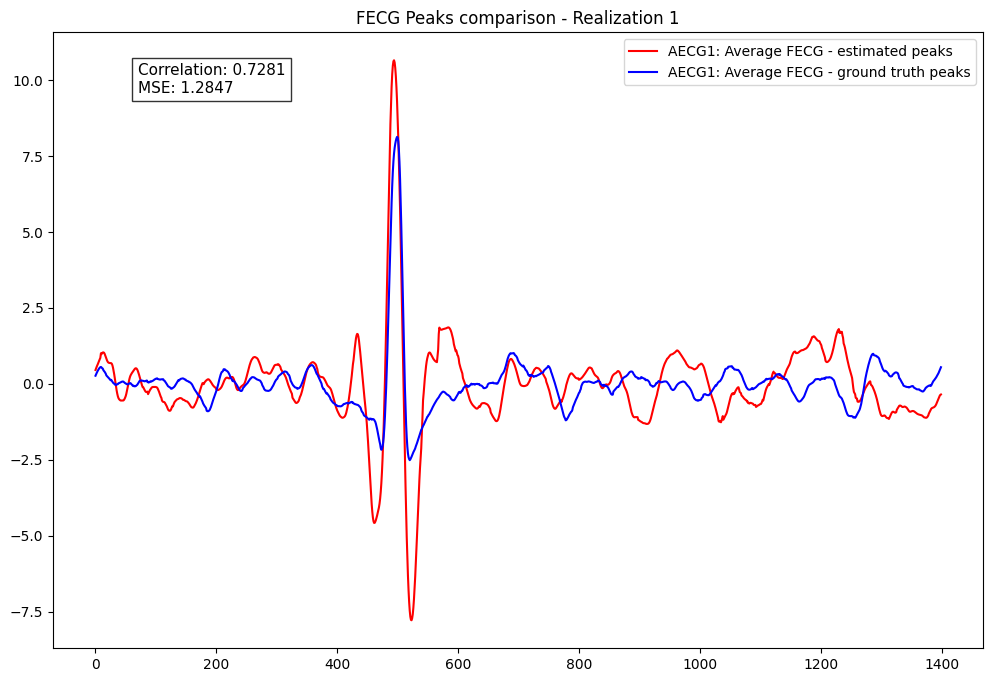 FECG Peaks comparison - Realization 1
Correlation: 0.7281
MSE: 1.2847
AECG1: Average FECG - estimated peaks
AECG1: Average FECG - ground truth peaks
10.0
7.5
5.0
2.5
0.0
−2.5
−5.0
−7.5
0 200 400 600 800 1000 1200 1400